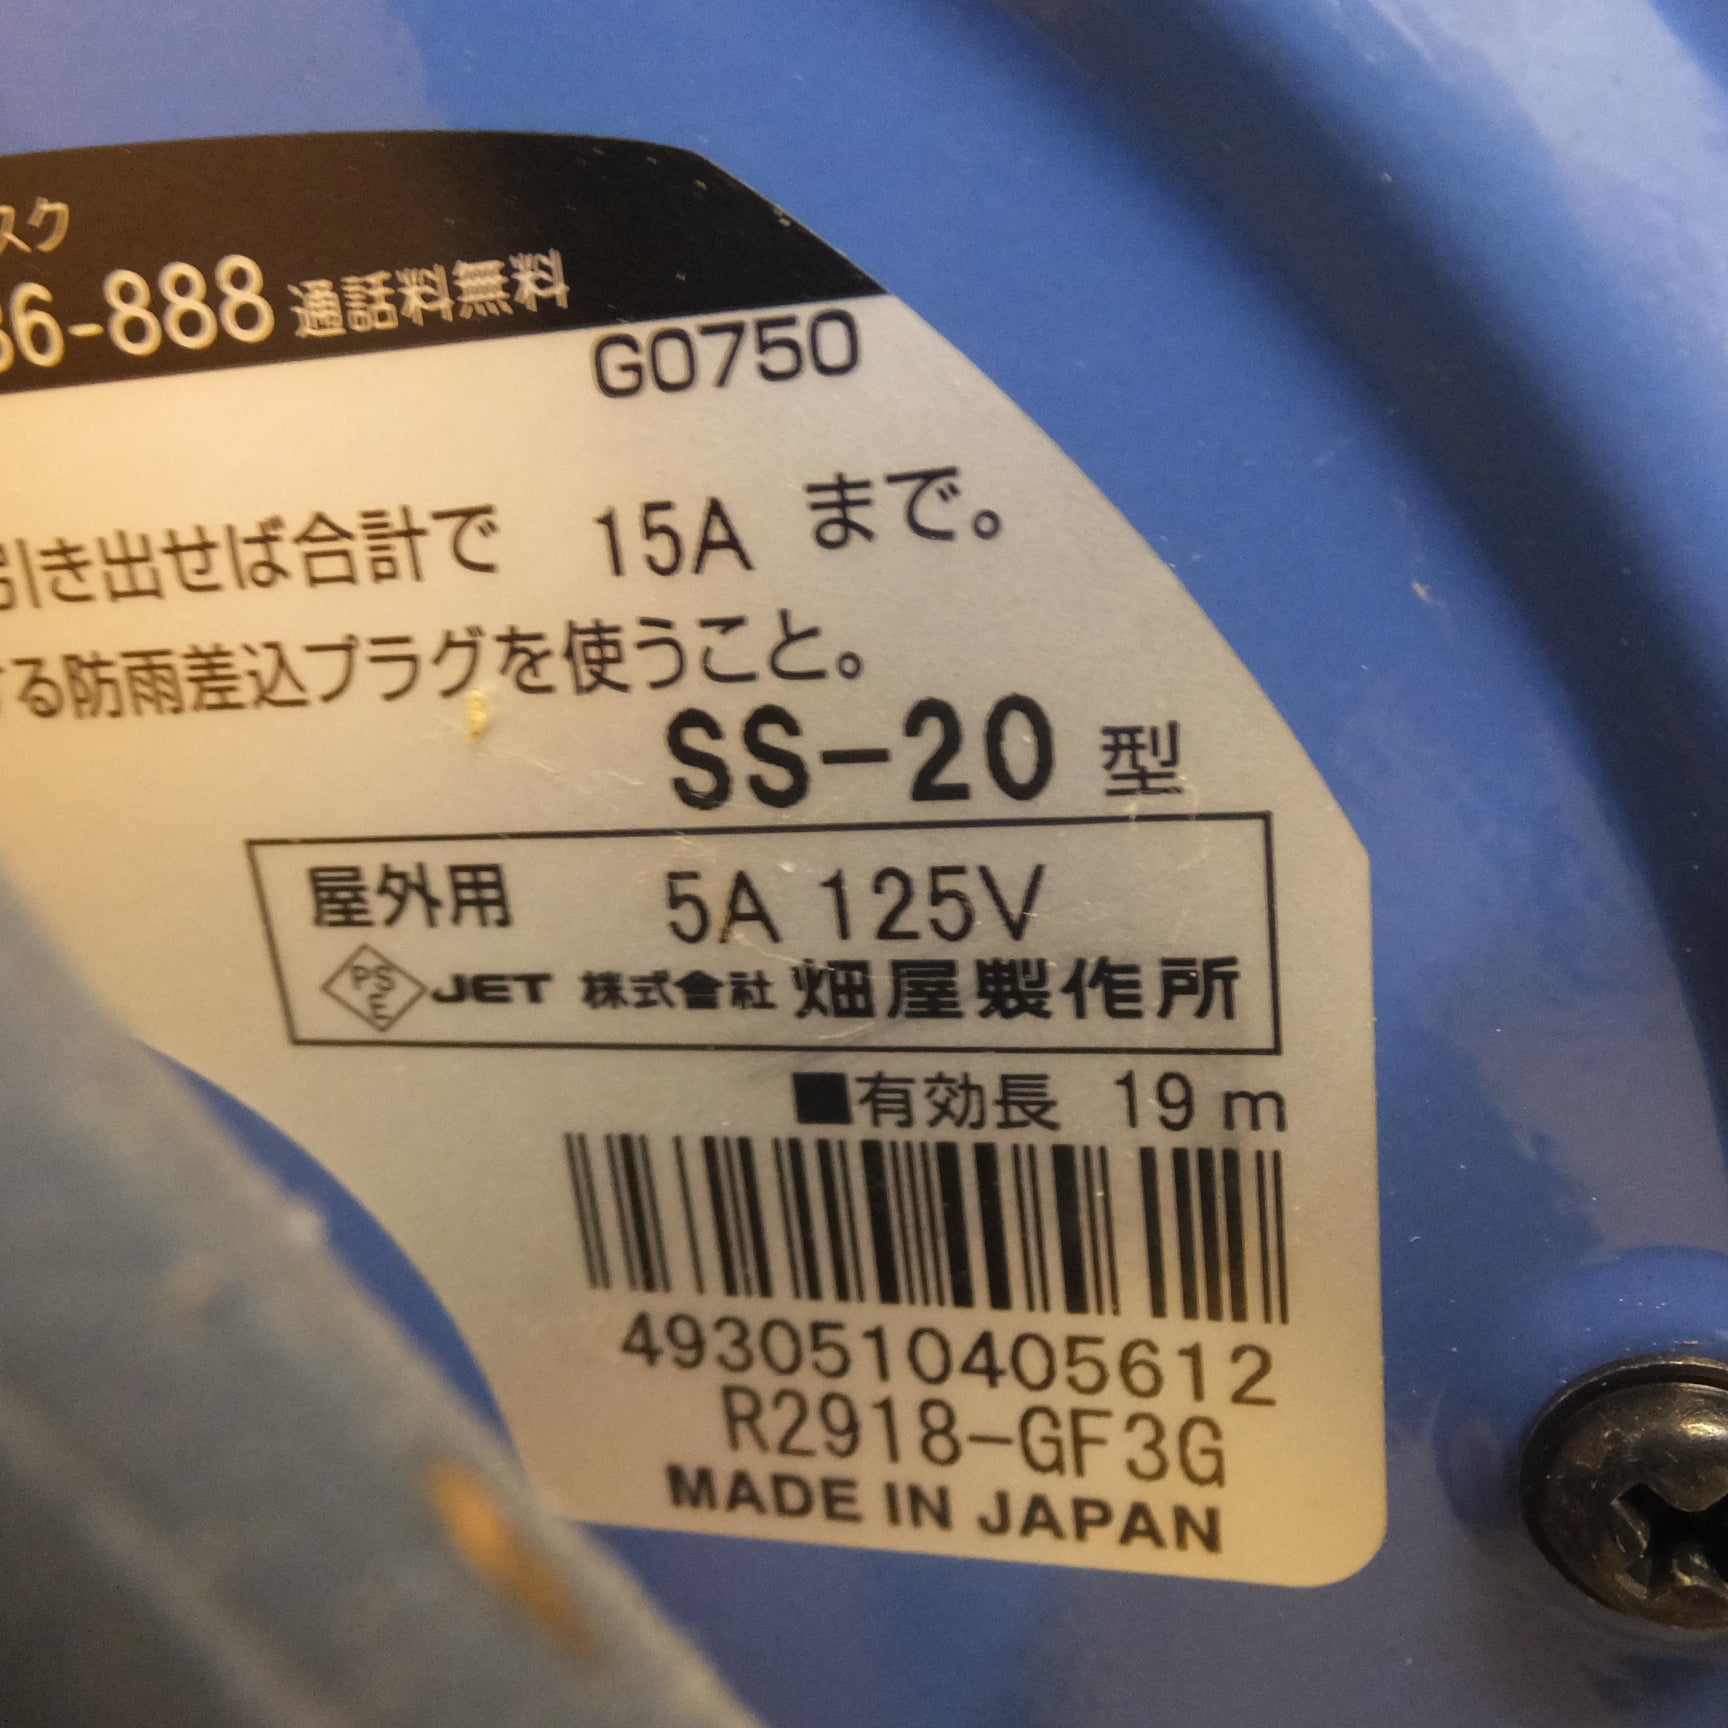 スク
36-888 通話料無料
G0750
引き出せば合計で 15A まで。
する防雨差込プラグを使うこと。
SS-20 型
屋外用 5A 125V
PSE JET 株式會社 畑屋製作所
■有効長 19m
4930510405612
R2918-GF3G
MADE IN JAPAN